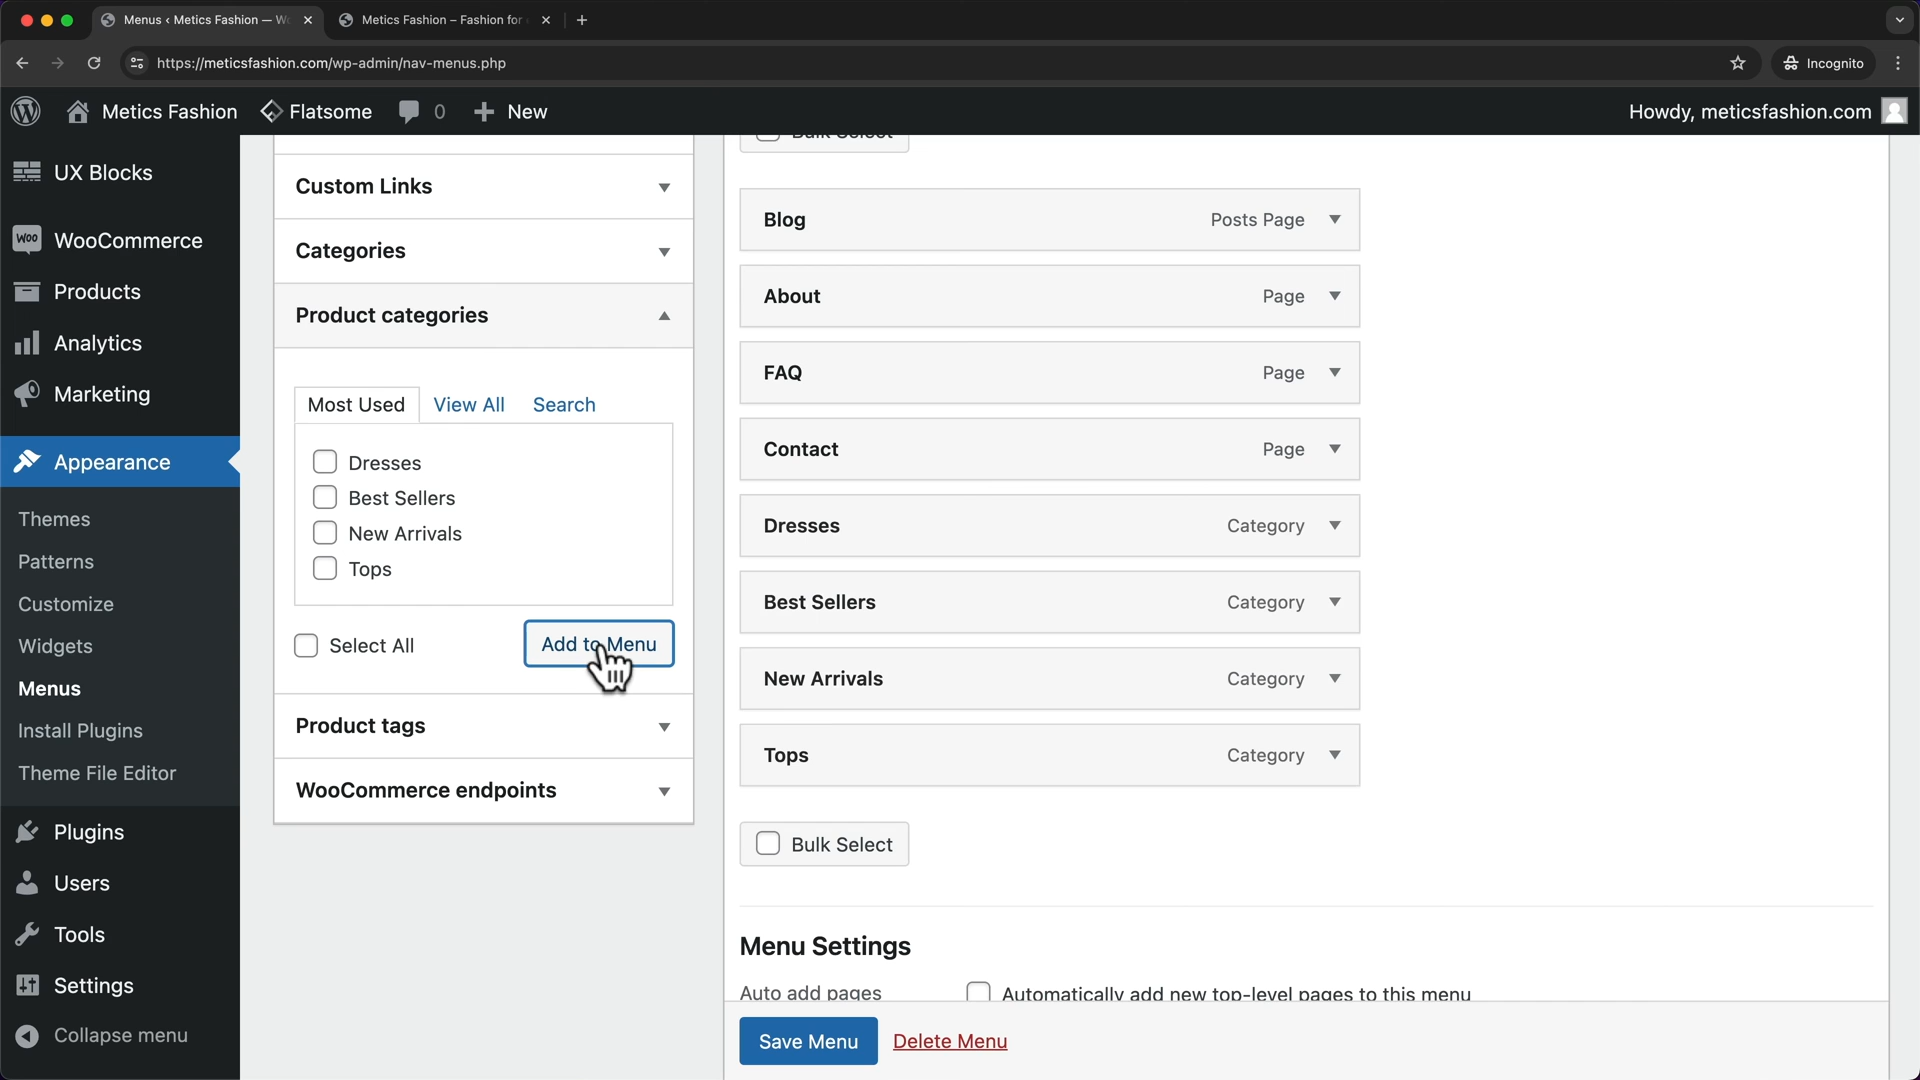 Menus ‹ Metics Fashion — W
Metics Fashion – Fashion for
https://meticsfashion.com/wp-admin/nav-menus.php
Incognito
Metics Fashion
Flatsome
0
New
Howdy, meticsfashion.com
UX Blocks
WooCommerce
Products
Analytics
Marketing
Appearance
Themes
Patterns
Customize
Widgets
Menus
Install Plugins
Theme File Editor
Plugins
Users
Tools
Settings
Collapse menu
Custom Links
Categories
Product categories
Most Used View All Search
Dresses
Best Sellers
New Arrivals
Tops
Select All
Add to Menu
Product tags
WooCommerce endpoints
Bulk Select
Blog Posts Page
About Page
FAQ Page
Contact Page
Dresses Category
Best Sellers Category
New Arrivals Category
Tops Category
Bulk Select
Menu Settings
Auto add pages Automatically add new top-level pages to this menu
Save Menu Delete Menu